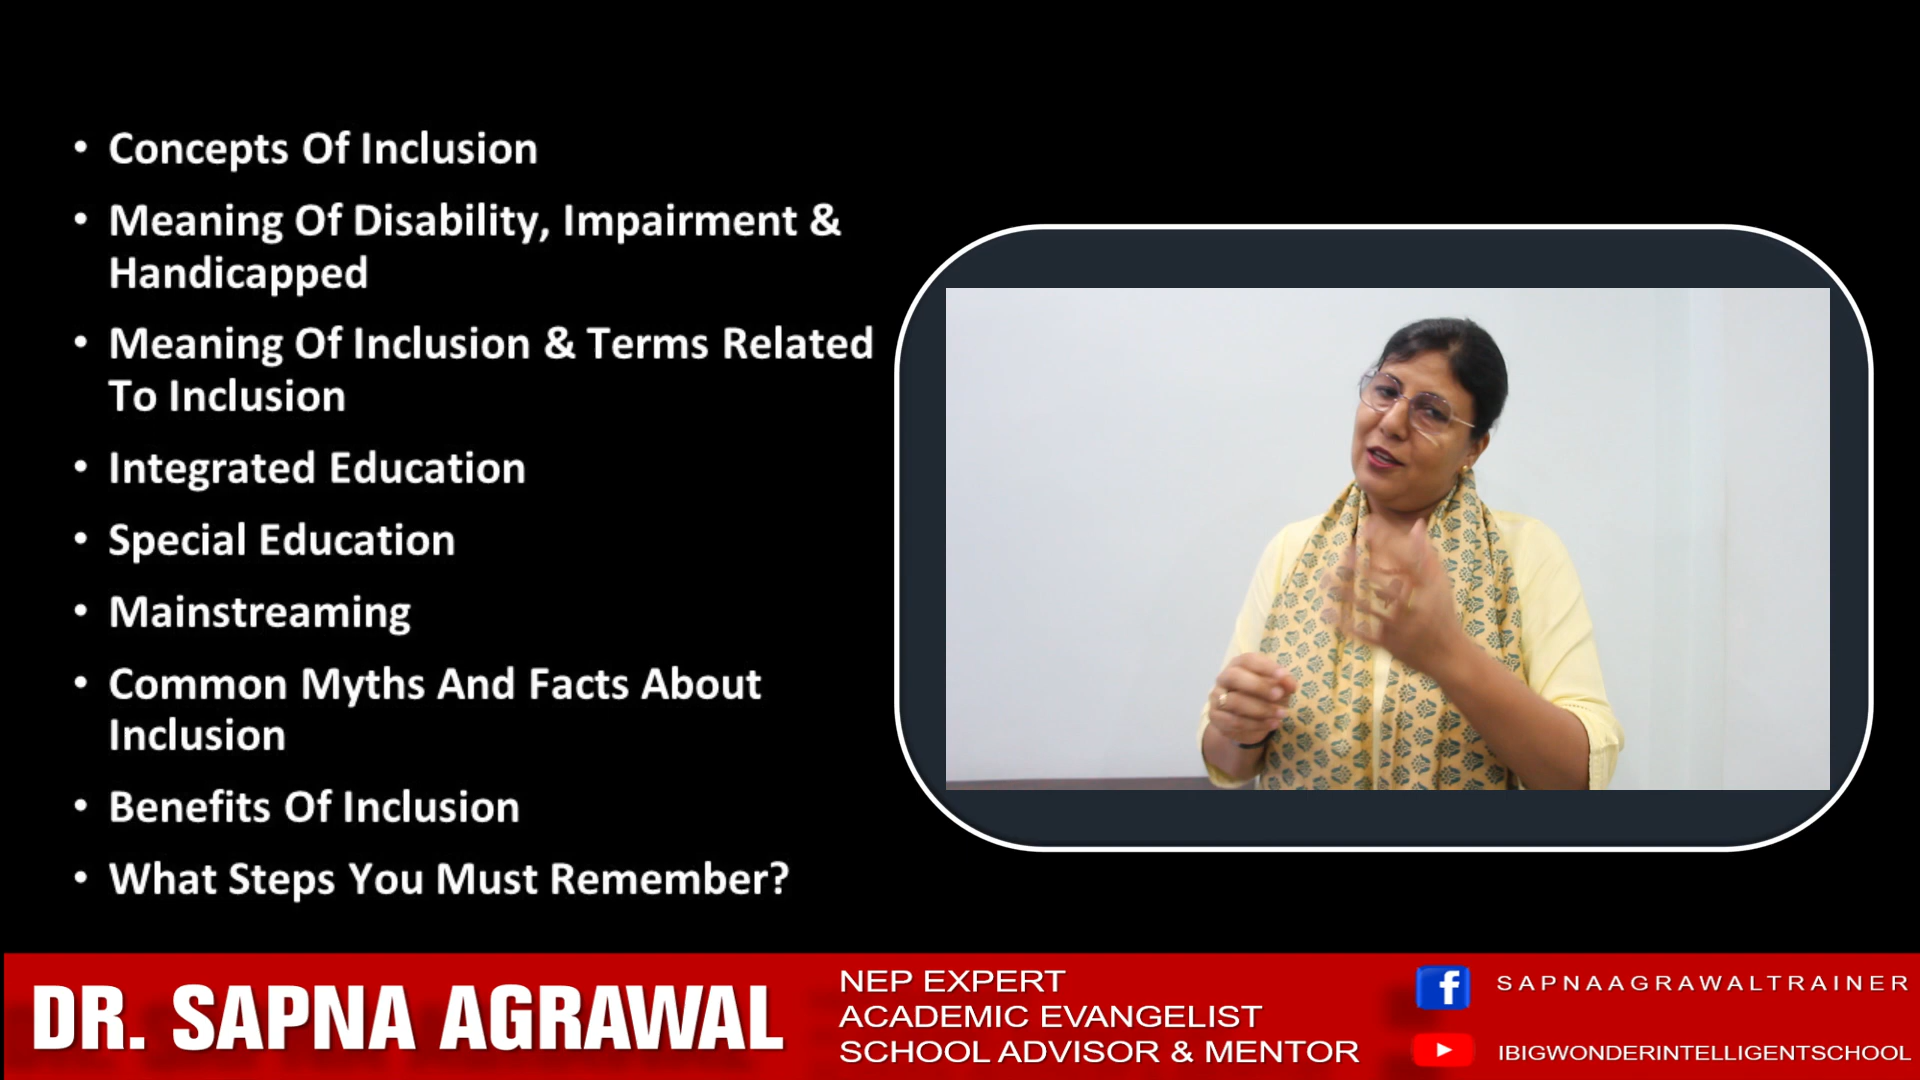 • Concepts Of Inclusion
• Meaning Of Disability, Impairment &
Handicapped
• Meaning Of Inclusion & Terms Related
To Inclusion
• Integrated Education
• Special Education
• Mainstreaming
• Common Myths And Facts About
Inclusion
• Benefits Of Inclusion
• What Steps You Must Remember?
DR. SAPNA AGRAWAL
NEP EXPERT
ACADEMIC EVANGELIST
SCHOOL ADVISOR & MENTOR
SAPNAAGRAWALTRAINER
IBIGWONDERINTELLIGENTSCHOOL